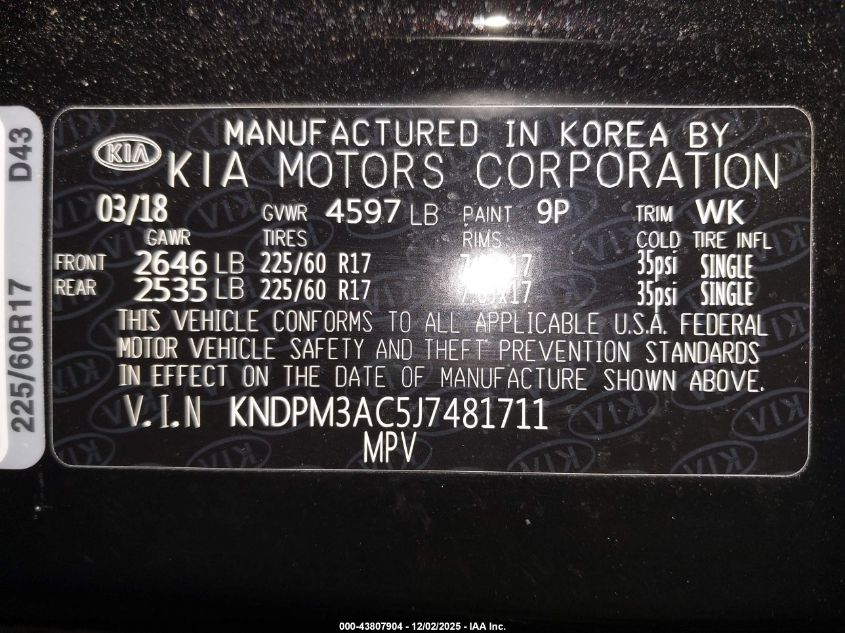 D43
225/60R17
KIA
MANUFACTURED IN KOREA BY
KIA MOTORS CORPORATION
03/18 GVWR 4597 LB PAINT 9P TRIM WK
GAWR TIRES RIMS COLD TIRE INFL
FRONT 2646 LB 225/60 R17 35psi SINGLE
REAR 2535 LB 225/60 R17 35psi SINGLE
THIS VEHICLE CONFORMS TO ALL APPLICABLE U.S.A. FEDERAL
MOTOR VEHICLE SAFETY AND THEFT PREVENTION STANDARDS
IN EFFECT ON THE DATE OF MANUFACTURE SHOWN ABOVE.
V.I.N KNDPM3AC5J7481711
MPV
000-43807904 - 12/02/2025 - IAA Inc.